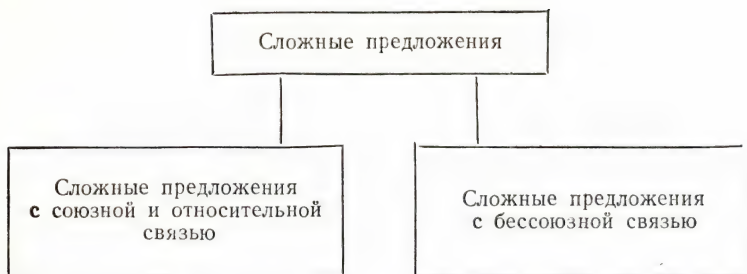 Сложные предложения
Сложные предложения
с союзной и относительной
связью
Сложные предложения
с бессоюзной связью